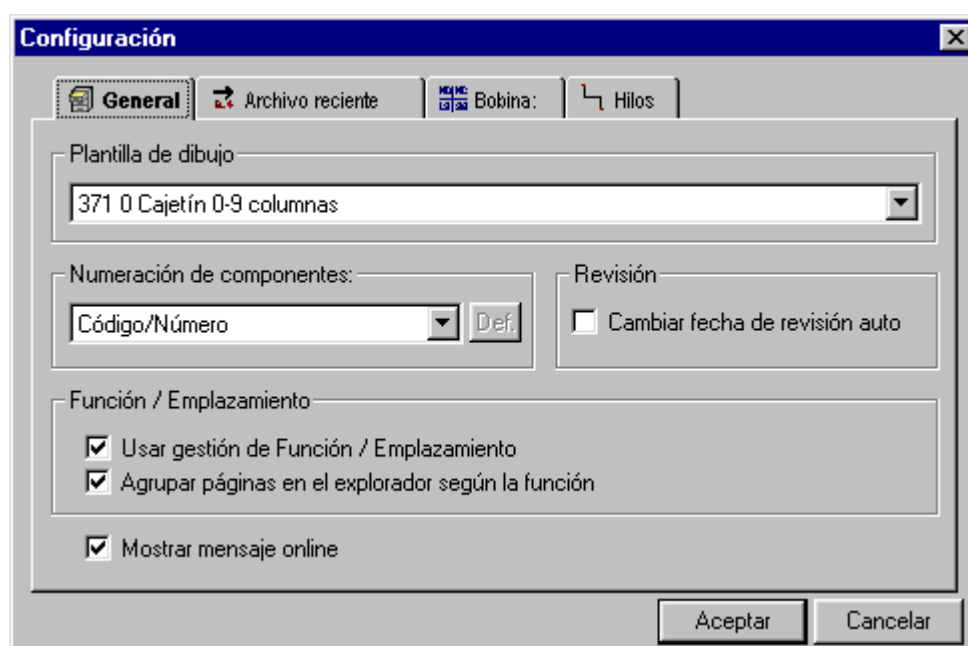 Configuración
General Archivo reciente Bobina: Hilos
Plantilla de dibujo
371 0 Cajetín 0-9 columnas
Numeración de componentes: Revisión
Código/Número Def. Cambiar fecha de revisión auto
Función / Emplazamiento
Usar gestión de Función / Emplazamiento
Agrupar páginas en el explorador según la función
Mostrar mensaje online
Aceptar Cancelar